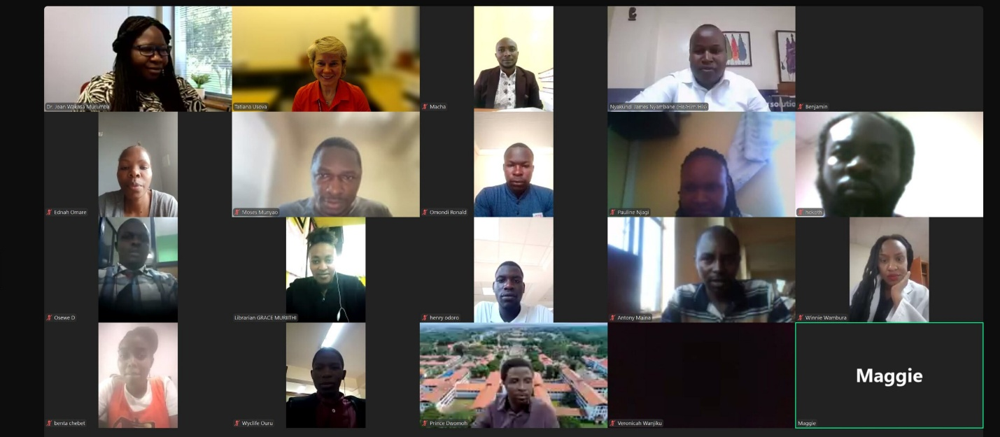 Dr. Joan Wakasa Murumba
Tatiana Usova
Macha
Nyakundi James Nyambane (He/Him/His)
solutio
Benjamin
Ednah Omare
Moses Munyao
Omondi Ronald
Pauline Njagi
hokoth
Osewe D
Librarian GRACE MURIITHI
henry odoro
Antony Maina
Winnie Wambura
benta chebet
Wyclife Ouru
Prince Dwomoh
Veronicah Wanjiku
Maggie
Maggie